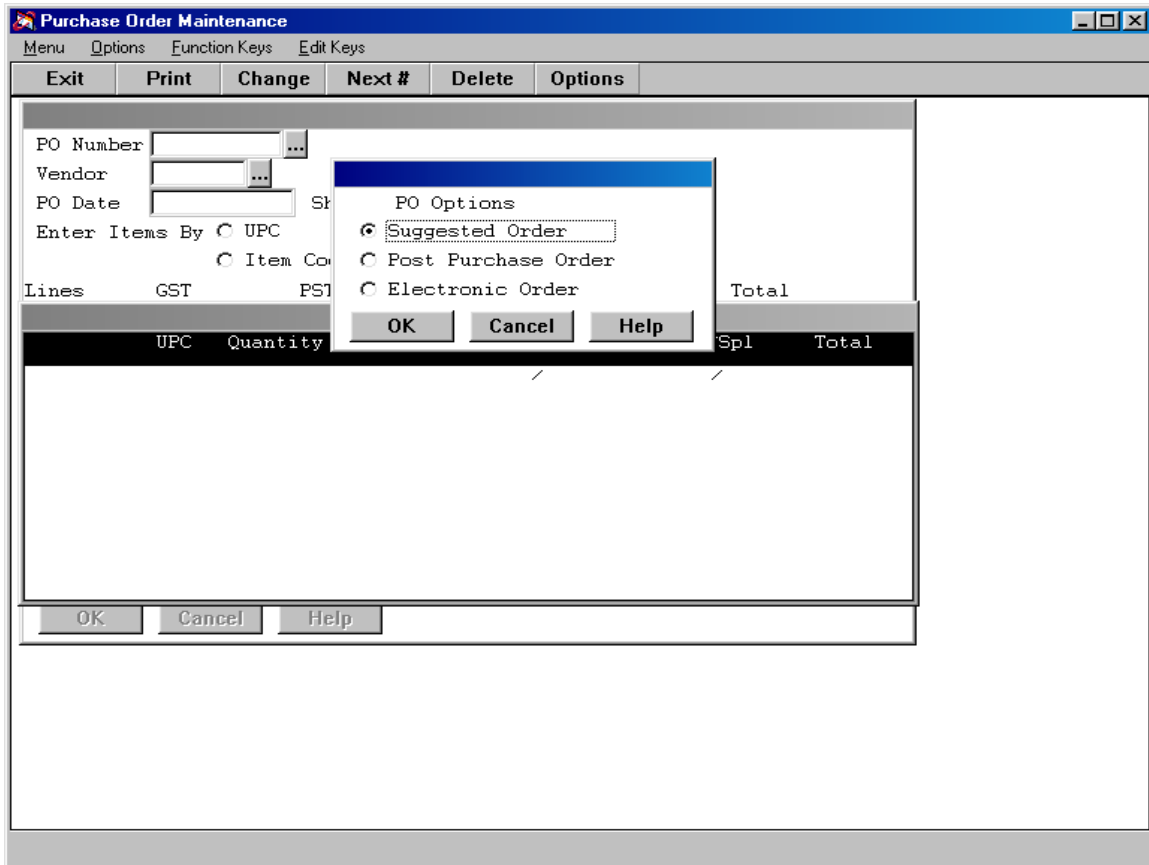 Purchase Order Maintenance
Menu Options Function Keys Edit Keys
Exit Print Change Next # Delete Options
PO Number ...
Vendor ...
PO Date Sh
Enter Items By UPC
Item Co
Lines GST PST Total
PO Options
Suggested Order
Post Purchase Order
Electronic Order
OK Cancel Help
UPC Quantity /Spl Total
/ /
OK Cancel Help